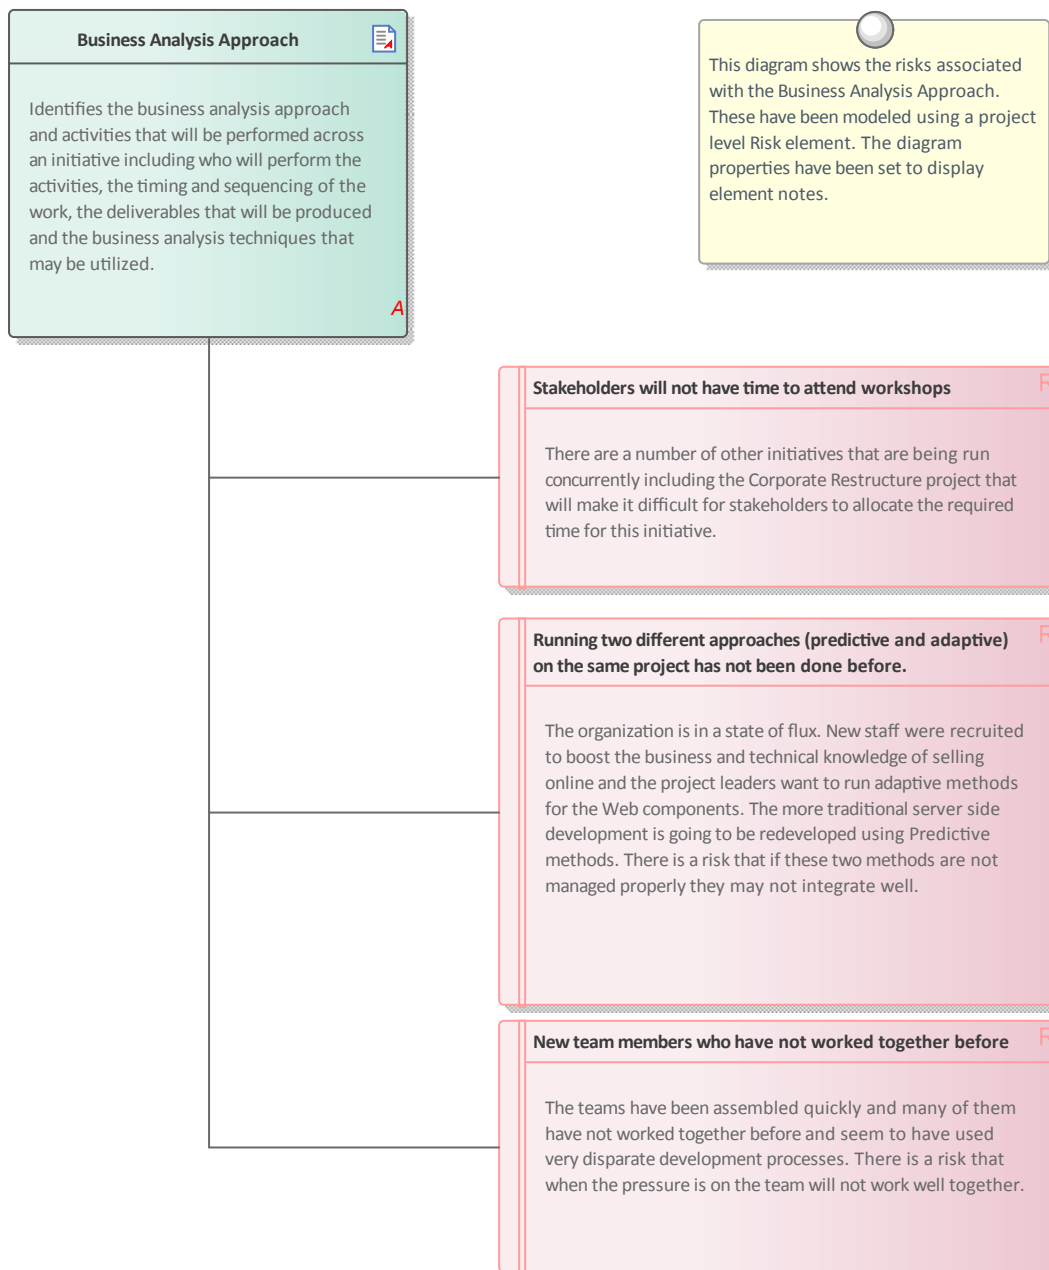 Business Analysis Approach
Identifies the business analysis approach
and activities that will be performed across
an initiative including who will perform the
activities, the timing and sequencing of the
work, the deliverables that will be produced
and the business analysis techniques that
may be utilized.
A
This diagram shows the risks associated
with the Business Analysis Approach.
These have been modeled using a project
level Risk element. The diagram
properties have been set to display
element notes.
Stakeholders will not have time to attend workshops
R
There are a number of other initiatives that are being run
concurrently including the Corporate Restructure project that
will make it difficult for stakeholders to allocate the required
time for this initiative.
Running two different approaches (predictive and adaptive)
on the same project has not been done before.
R
The organization is in a state of flux. New staff were recruited
to boost the business and technical knowledge of selling
online and the project leaders want to run adaptive methods
for the Web components. The more traditional server side
development is going to be redeveloped using Predictive
methods. There is a risk that if these two methods are not
managed properly they may not integrate well.
New team members who have not worked together before
R
The teams have been assembled quickly and many of them
have not worked together before and seem to have used
very disparate development processes. There is a risk that
when the pressure is on the team will not work well together.